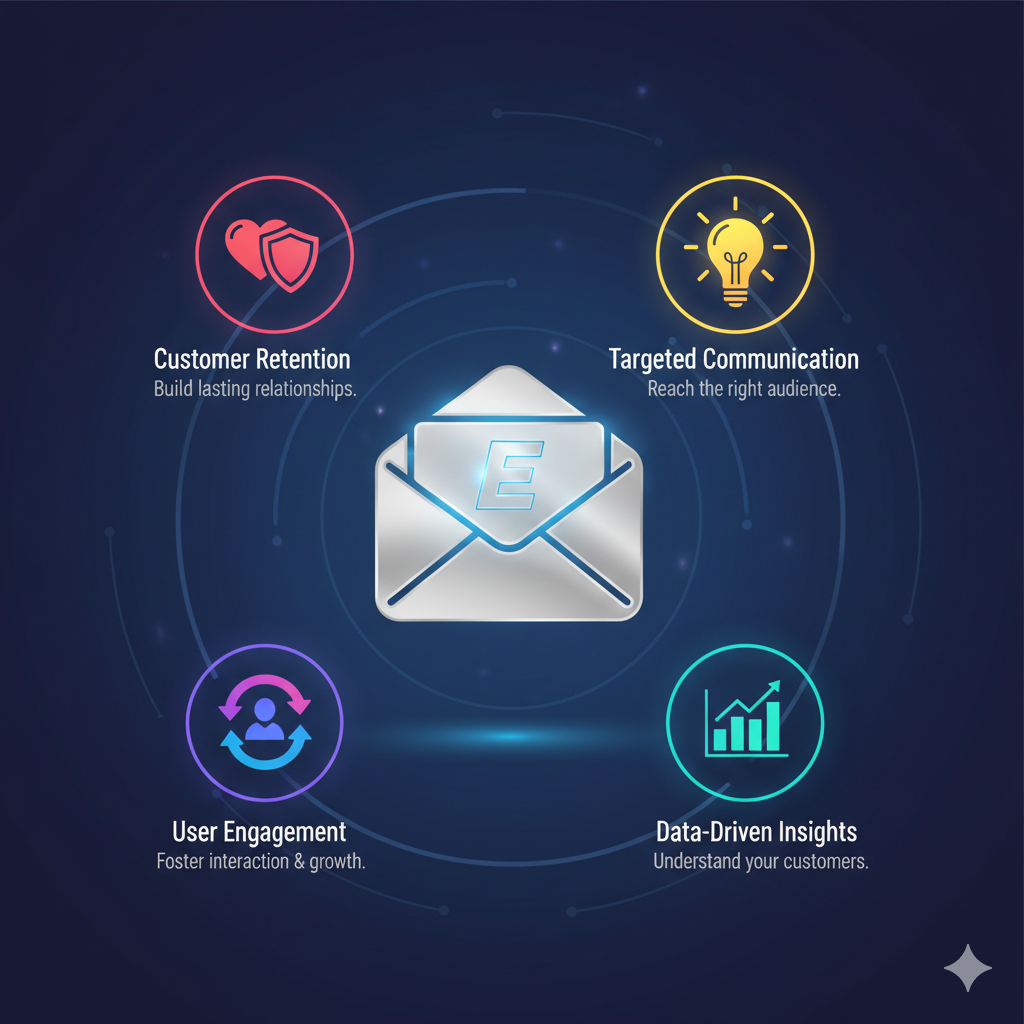 Customer Retention
Build lasting relationships.
Targeted Communication
Reach the right audience.
E
User Engagement
Foster interaction & growth.
Data-Driven Insights
Understand your customers.